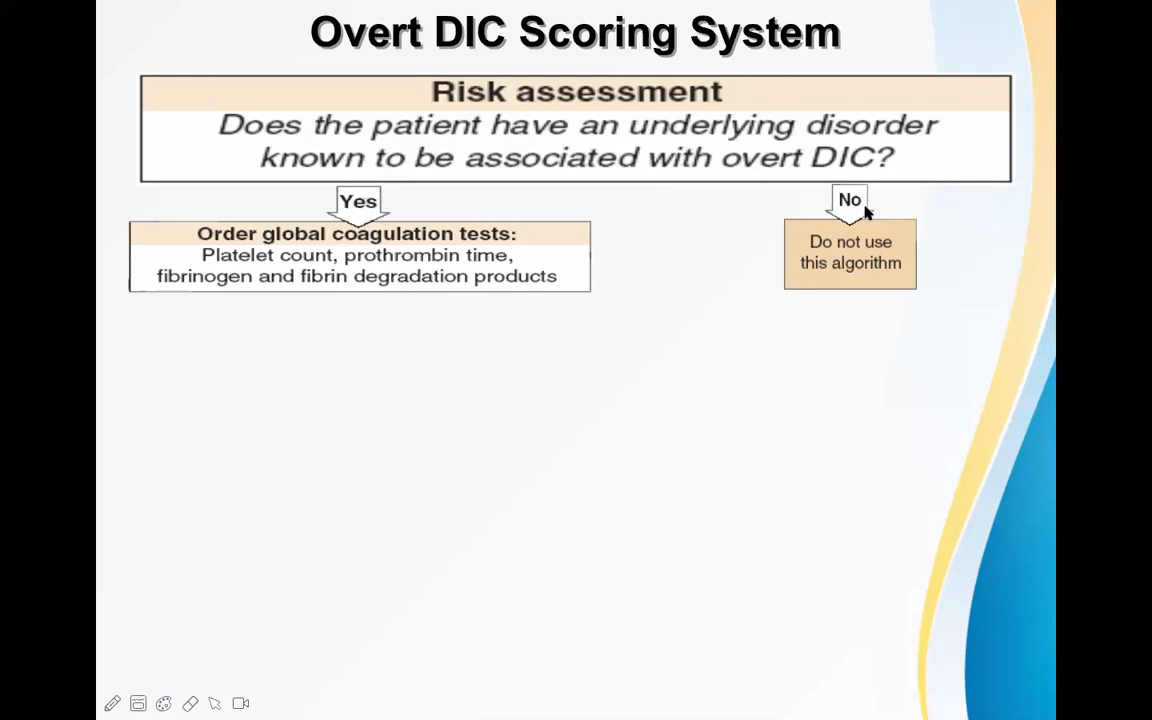 Overt DIC Scoring System
Risk assessment
Does the patient have an underlying disorder
known to be associated with overt DIC?
Yes
No
Order global coagulation tests:
Platelet count, prothrombin time,
fibrinogen and fibrin degradation products
Do not use
this algorithm